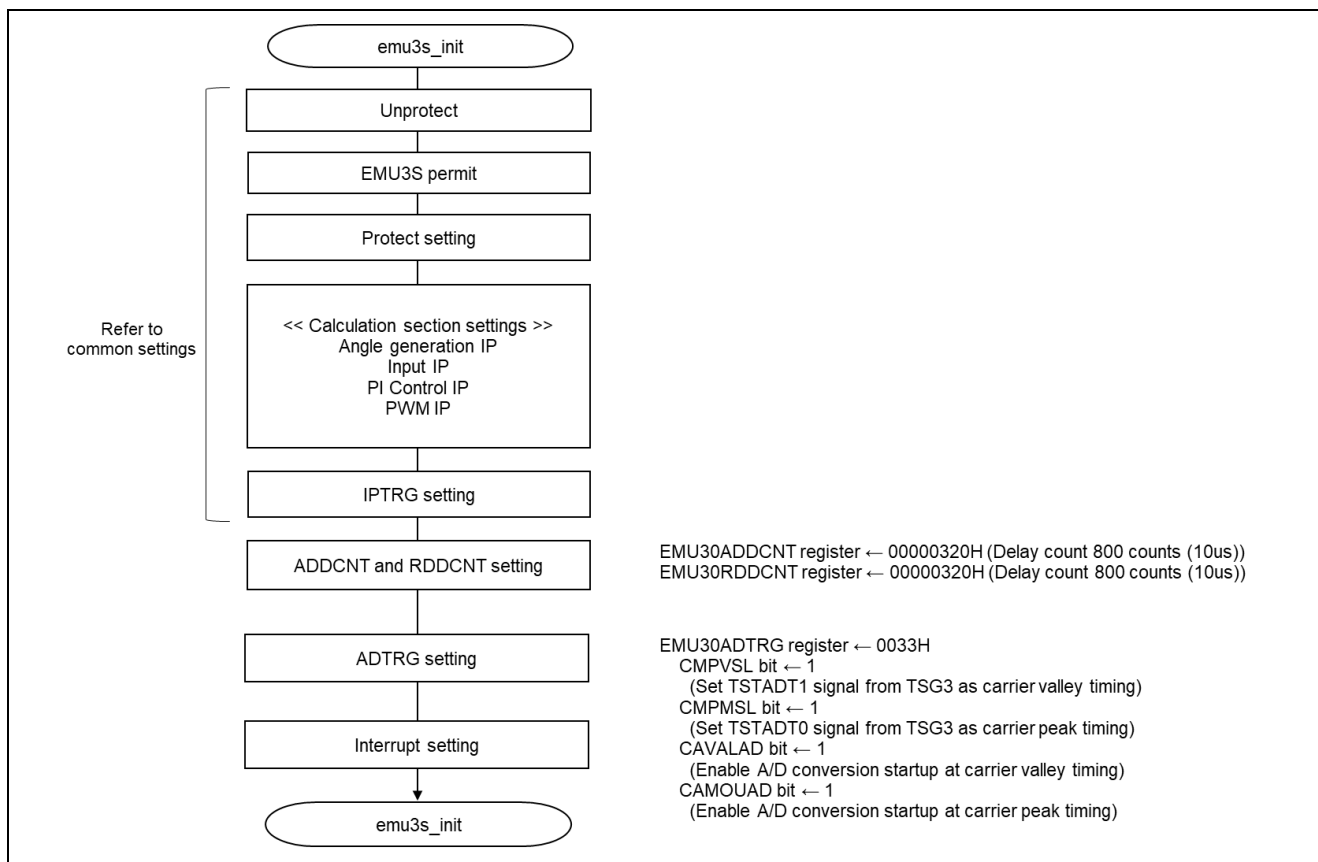 emu3s_init
Unprotect
EMU3S permit
Protect setting
<< Calculation section settings >>
Angle generation IP
Input IP
PI Control IP
PWM IP
Refer to
common settings
IPTRG setting
ADDCNT and RDDCNT setting
EMU30ADDCNT register ← 00000320H (Delay count 800 counts (10us))
EMU30RDDCNT register ← 00000320H (Delay count 800 counts (10us))
ADTRG setting
EMU30ADTRG register ← 0033H
CMPVSL bit ← 1
(Set TSTADT1 signal from TSG3 as carrier valley timing)
CMPMSL bit ← 1
(Set TSTADT0 signal from TSG3 as carrier peak timing)
CAVALAD bit ← 1
(Enable A/D conversion startup at carrier valley timing)
CAMOUAD bit ← 1
(Enable A/D conversion startup at carrier peak timing)
Interrupt setting
emu3s_init